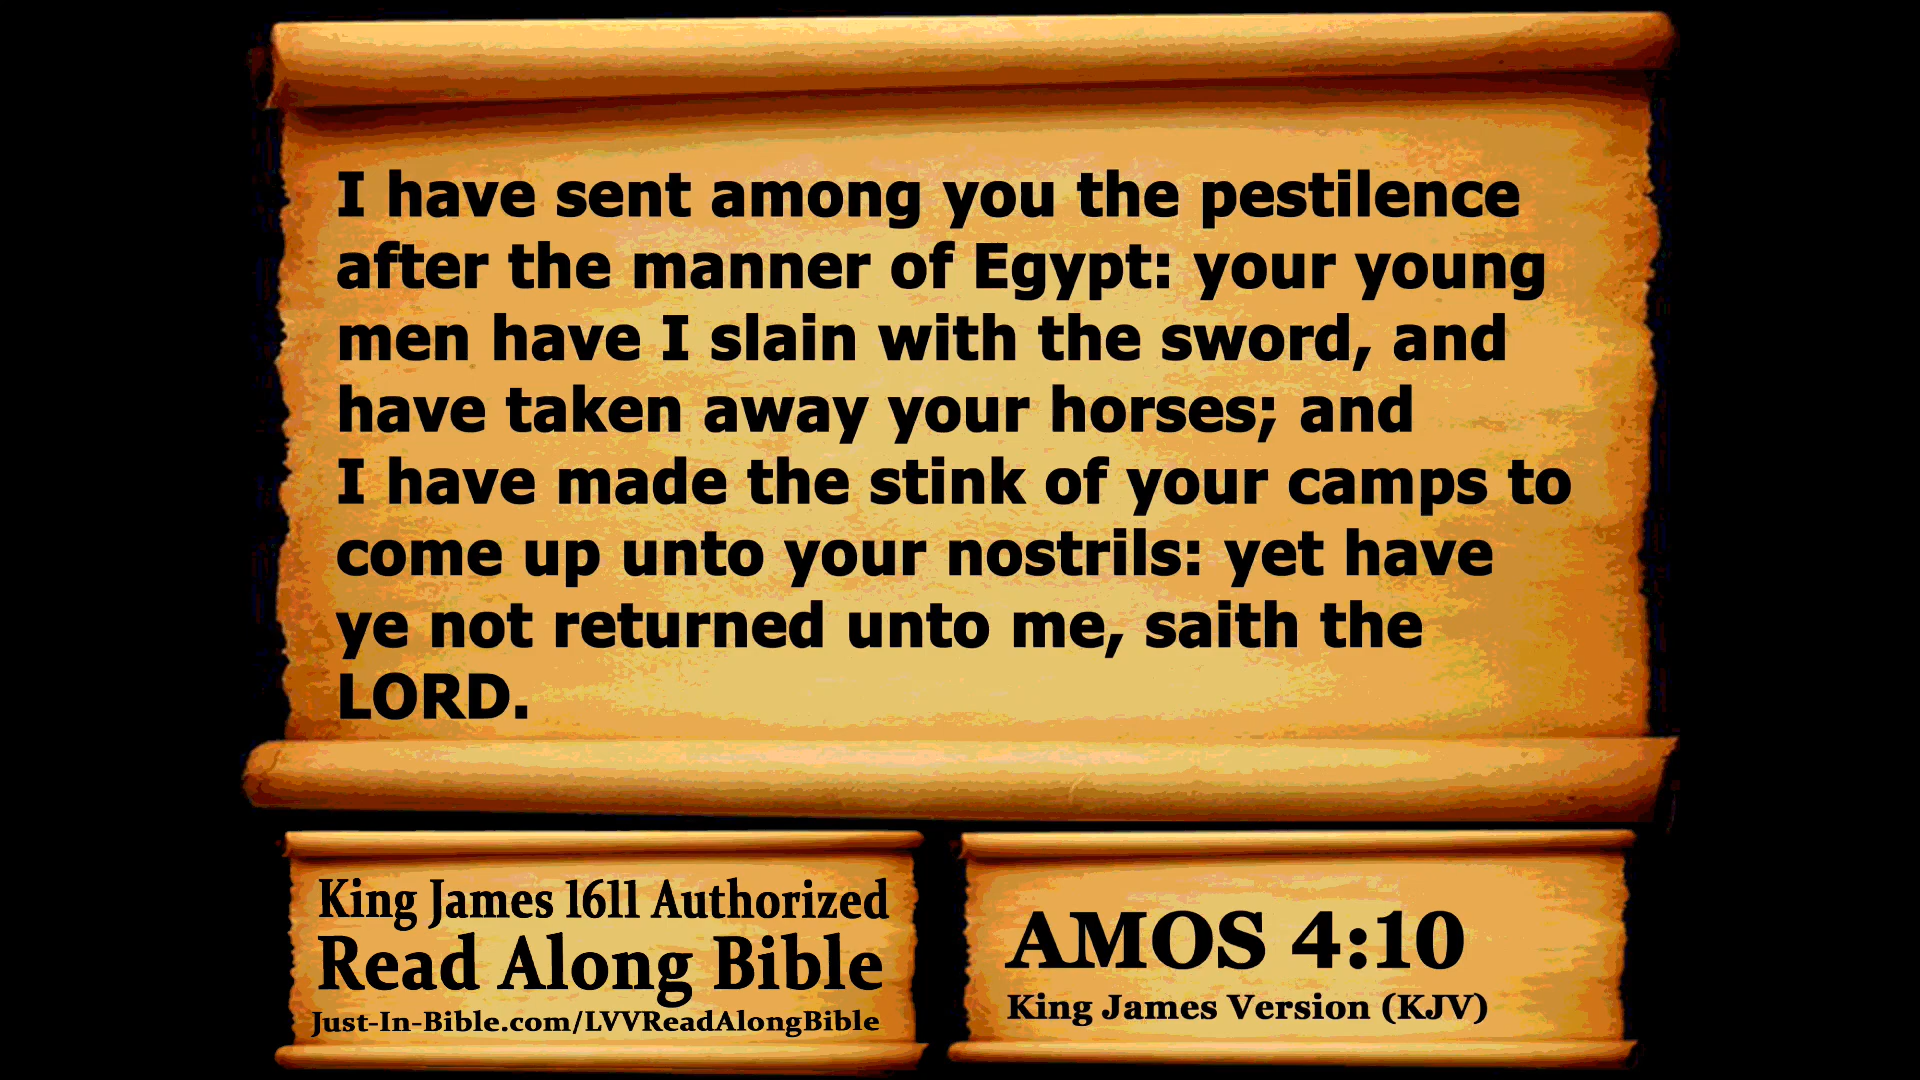 I have sent among you the pestilence
after the manner of Egypt: your young
men have I slain with the sword, and
have taken away your horses; and
I have made the stink of your camps to
come up unto your nostrils: yet have
ye not returned unto me, saith the
LORD.
King James 1611 Authorized
Read Along Bible
Just-In-Bible.com/LVVReadAlongBible
AMOS 4:10
King James Version (KJV)